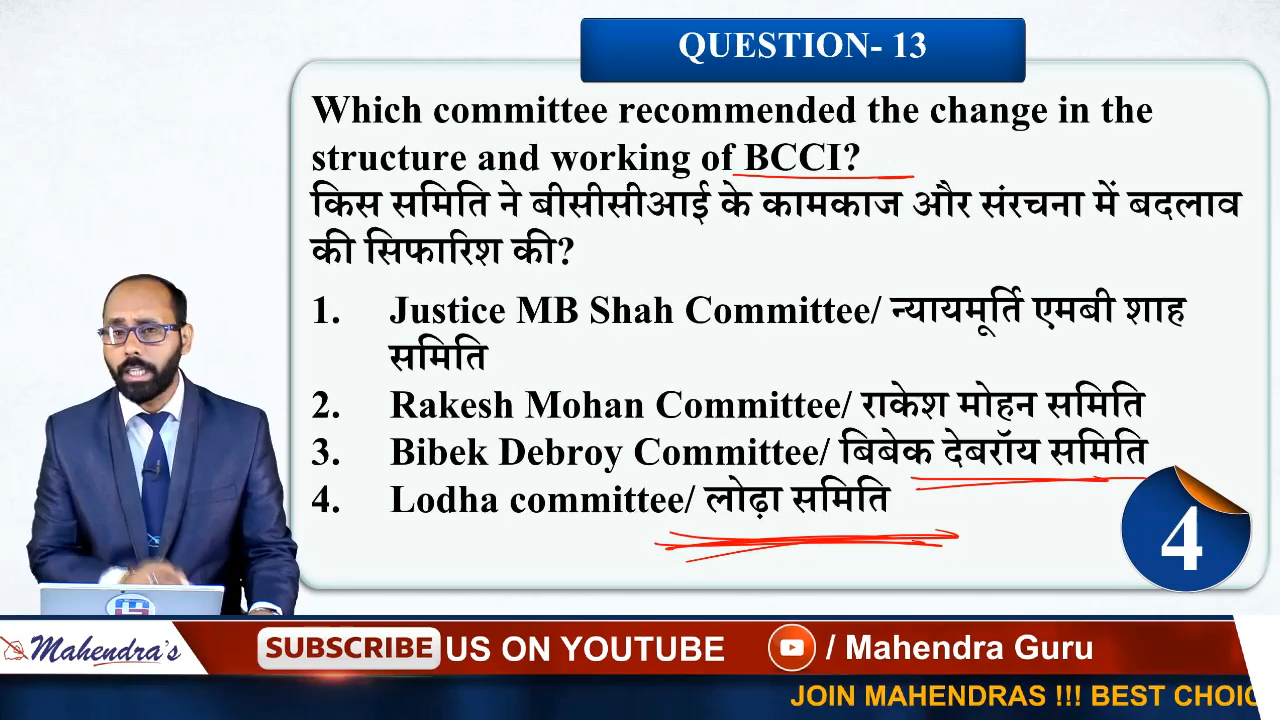 QUESTION- 13
Which committee recommended the change in the
structure and working of BCCI?
किस समिति ने बीसीसीआई के कामकाज और संरचना में बदलाव
की सिफारिश की?
1. Justice MB Shah Committee/ न्यायमूर्ति एमबी शाह
समिति
2. Rakesh Mohan Committee/ राकेश मोहन समिति
3. Bibek Debroy Committee/ बिबेक देबरॉय समिति
4. Lodha committee/ लोढ़ा समिति
4
Mahendra's
SUBSCRIBE US ON YOUTUBE
/ Mahendra Guru
JOIN MAHENDRAS !!! BEST CHOIC